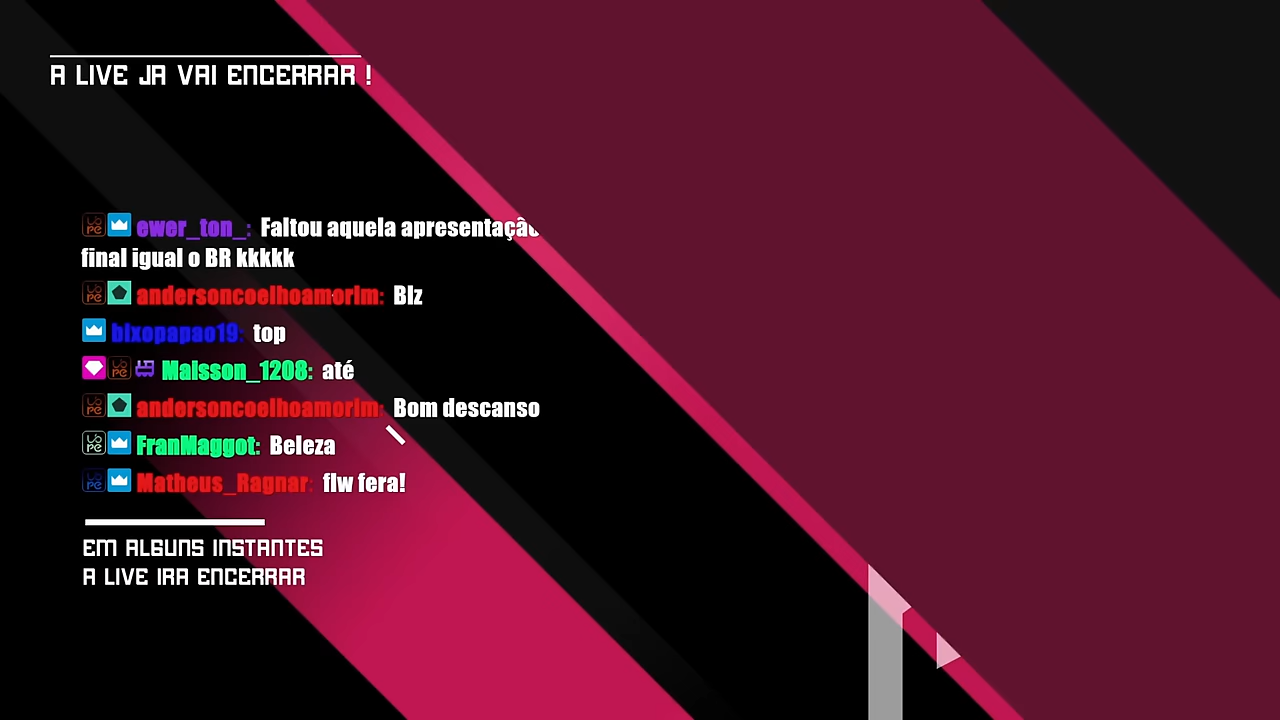 A LIVE JA VAI ENCERRAR !
ewer_ton_: Faltou aquela apresentação
final igual o BR kkkkk
andersoncoelhoamorim: Blz
bixopapao19: top
Maisson_1208: até
andersoncoelhoamorim: Bom descanso
FranMaggot: Beleza
Matheus_Ragnar: flw fera!
EM ALGUNS INSTANTES
A LIVE IRA ENCERRAR